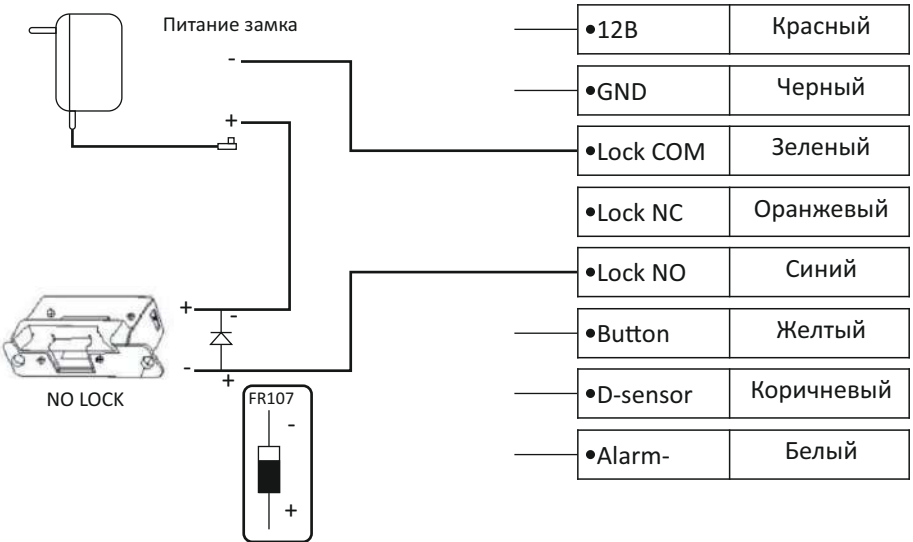 Питание замка
-
+
+
-
-
+
NO LOCK
FR107
-
+
•12В Красный
•GND Черный
•Lock COM Зеленый
•Lock NC Оранжевый
•Lock NO Синий
•Button Желтый
•D-sensor Коричневый
•Alarm- Белый